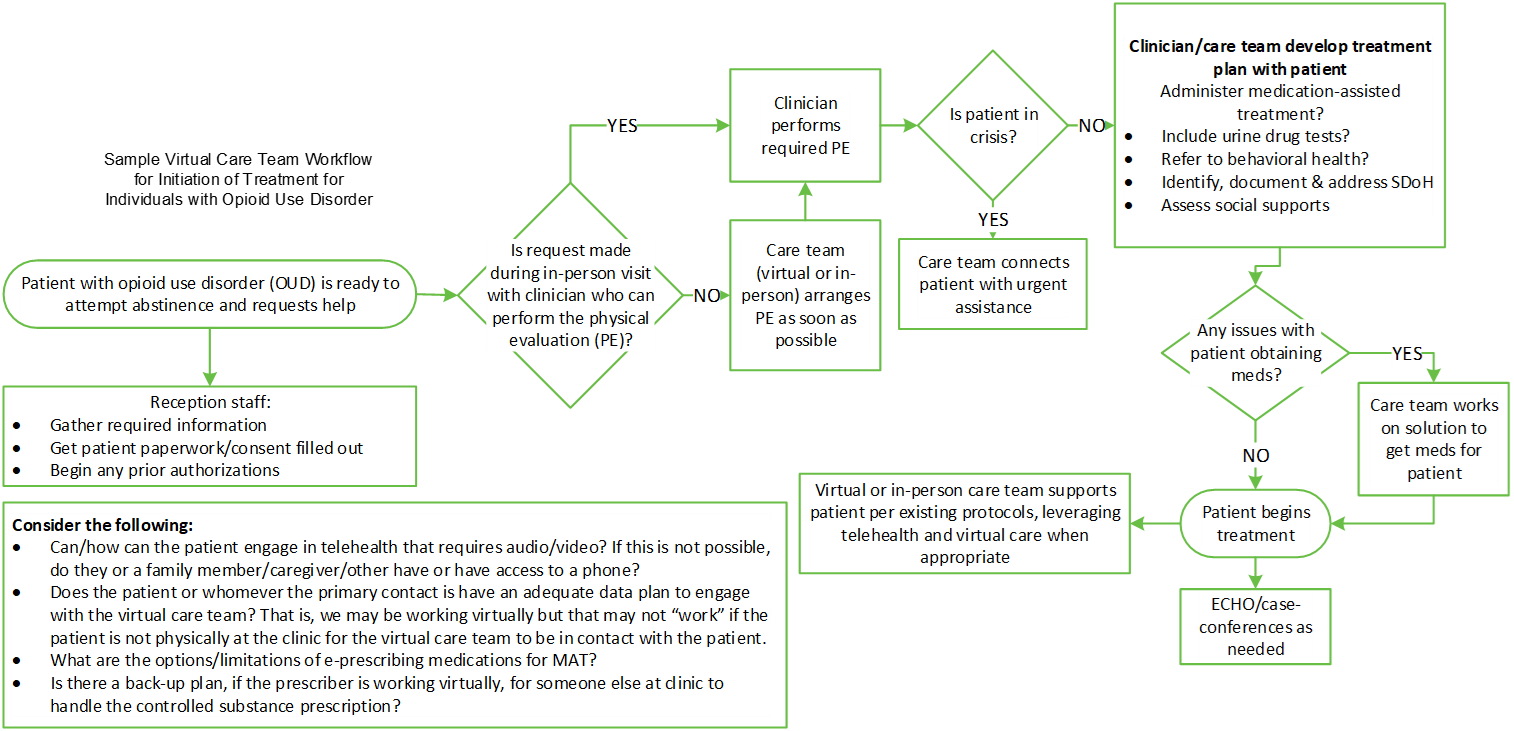 Sample Virtual Care Team Workflow
for Initiation of Treatment for
Individuals with Opioid Use Disorder
Patient with opioid use disorder (OUD) is ready to
attempt abstinence and requests help
Reception staff:
● Gather required information
● Get patient paperwork/consent filled out
● Begin any prior authorizations
Is request made
during in-person visit
with clinician who can
perform the physical
evaluation (PE)?
YES
NO
Care team
(virtual or in-
person) arranges
PE as soon as
possible
Clinician
performs
required PE
Is patient in
crisis?
YES
Care team connects
patient with urgent
assistance
NO
Clinician/care team develop treatment
plan with patient
Administer medication-assisted
treatment?
● Include urine drug tests?
● Refer to behavioral health?
● Identify, document & address SDoH
● Assess social supports
Any issues with
patient obtaining
meds?
YES
Care team works
on solution to
get meds for
patient
NO
Patient begins
treatment
Virtual or in-person care team supports
patient per existing protocols, leveraging
telehealth and virtual care when
appropriate
ECHO/case-
conferences as
needed
Consider the following:
● Can/how can the patient engage in telehealth that requires audio/video? If this is not possible,
do they or a family member/caregiver/other have or have access to a phone?
● Does the patient or whomever the primary contact is have an adequate data plan to engage
with the virtual care team? That is, we may be working virtually but that may not “work” if the
patient is not physically at the clinic for the virtual care team to be in contact with the patient.
● What are the options/limitations of e-prescribing medications for MAT?
● Is there a back-up plan, if the prescriber is working virtually, for someone else at clinic to
handle the controlled substance prescription?